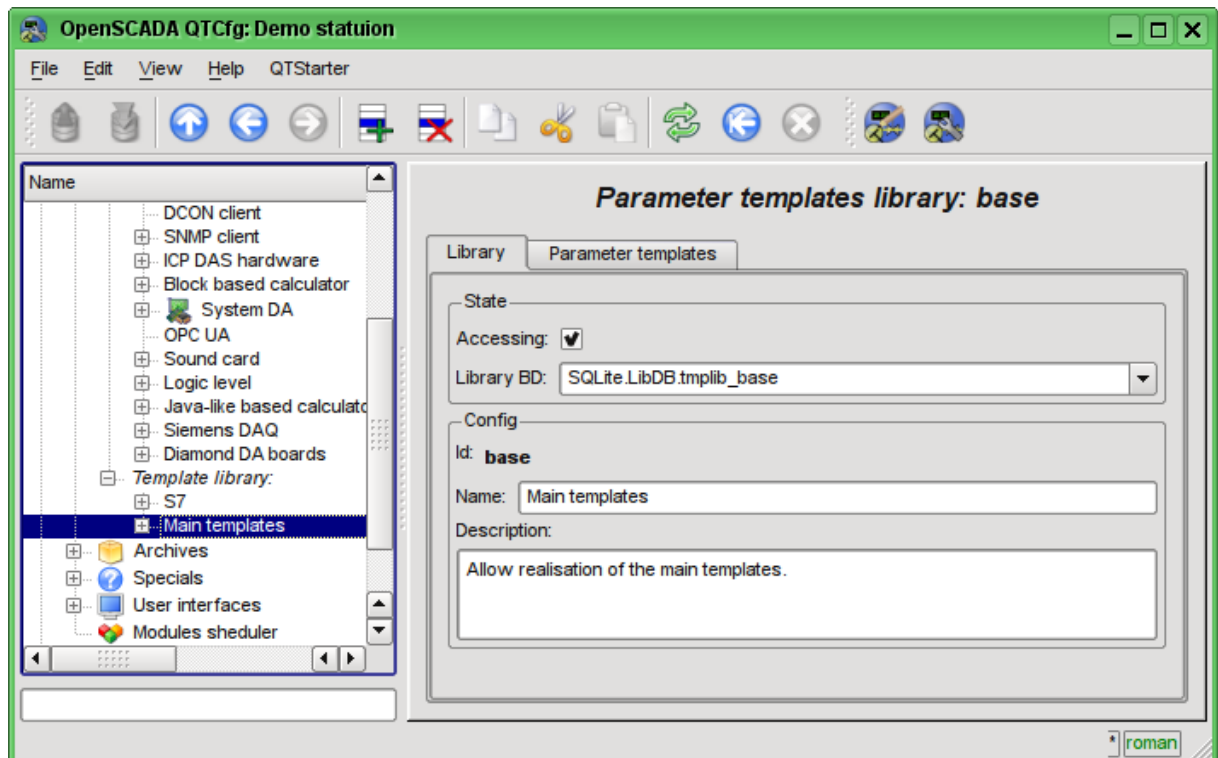 OpenSCADA QTCfg: Demo statuion
File Edit View Help QTStarter
Name
DCON client
SNMP client
ICP DAS hardware
Block based calculator
System DA
OPC UA
Sound card
Logic level
Java-like based calculato
Siemens DAQ
Diamond DA boards
Template library:
S7
Main templates
Archives
Specials
User interfaces
Modules sheduler
Parameter templates library: base
Library Parameter templates
State
Accessing:
Library BD: SQLite.LibDB.tmplib_base
Config
Id: base
Name: Main templates
Description:
Allow realisation of the main templates.
* roman